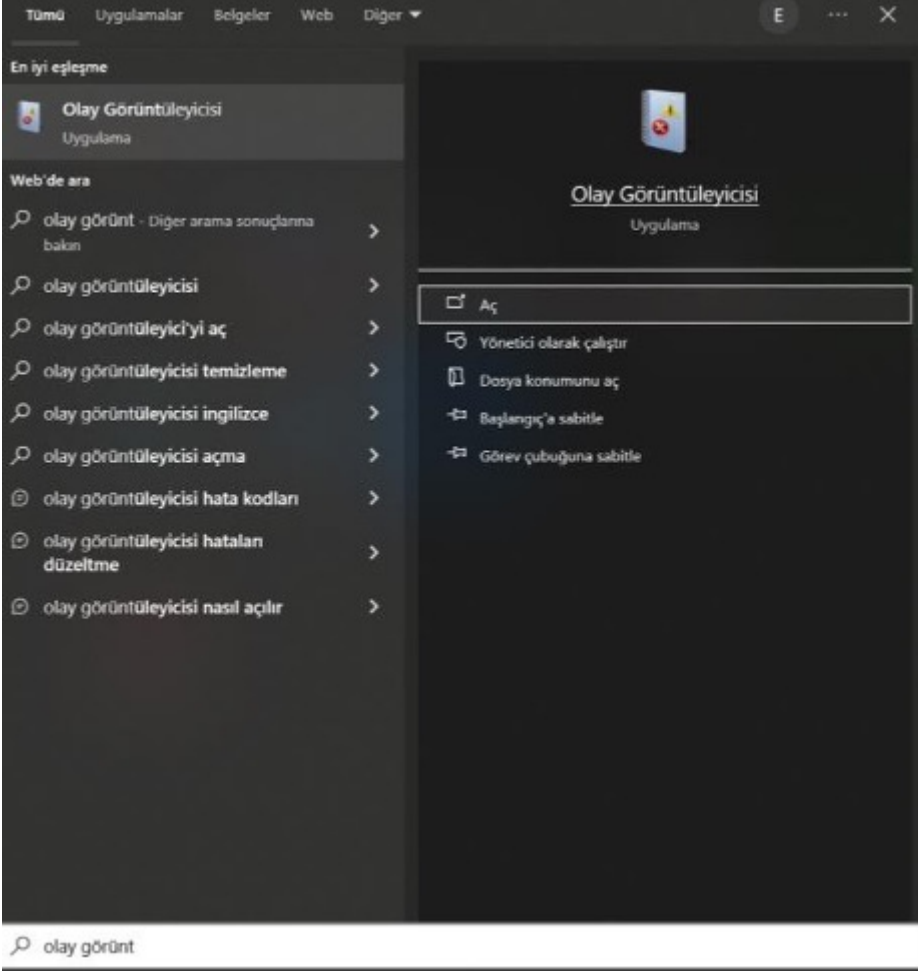 Tümü Uygulamalar Belgeler Web Diğer E ...
En iyi eşleşme
Olay Görüntüleyicisi
Uygulama
Web'de ara
olay görünt - Diğer arama sonuçlarına
bakın
olay görüntüleyicisi
olay görüntüleyici'yi aç
olay görüntüleyicisi temizleme
olay görüntüleyicisi ingilizce
olay görüntüleyicisi açma
olay görüntüleyicisi hata kodları
olay görüntüleyicisi hataları
düzeltme
olay görüntüleyicisi nasıl açılır
Olay Görüntüleyicisi
Uygulama
Aç
Yönetici olarak çalıştır
Dosya konumunu aç
Başlangıç'a sabitle
Görev çubuğuna sabitle
olay görünt